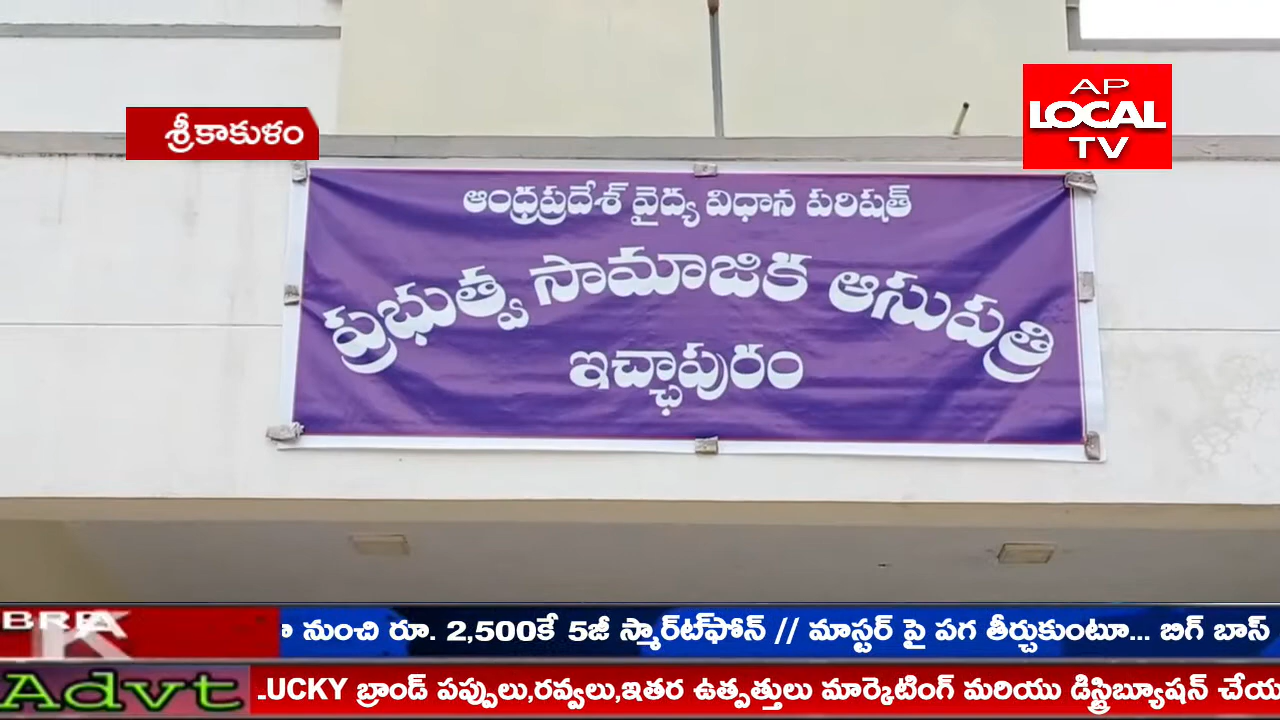 AP
LOCAL
TV
శ్రీకాకుళం
ఆంధ్రప్రదేశ్ వైద్య విధాన పరిషత్
ప్రభుత్వ సామాజిక ఆసుపత్రి
ఇచ్ఛాపురం
నుంచి రూ. 2,500కే 5జీ స్మార్ట్‌ఫోన్ // మాస్టర్ పై పగ తీర్చుకుంటూ... బిగ్ బాస్
Advt
LUCKY బ్రాండ్ పప్పులు,రవ్వలు,ఇతర ఉత్పత్తులు మార్కెటింగ్ మరియు డిస్ట్రిబ్యూషన్ చేయ